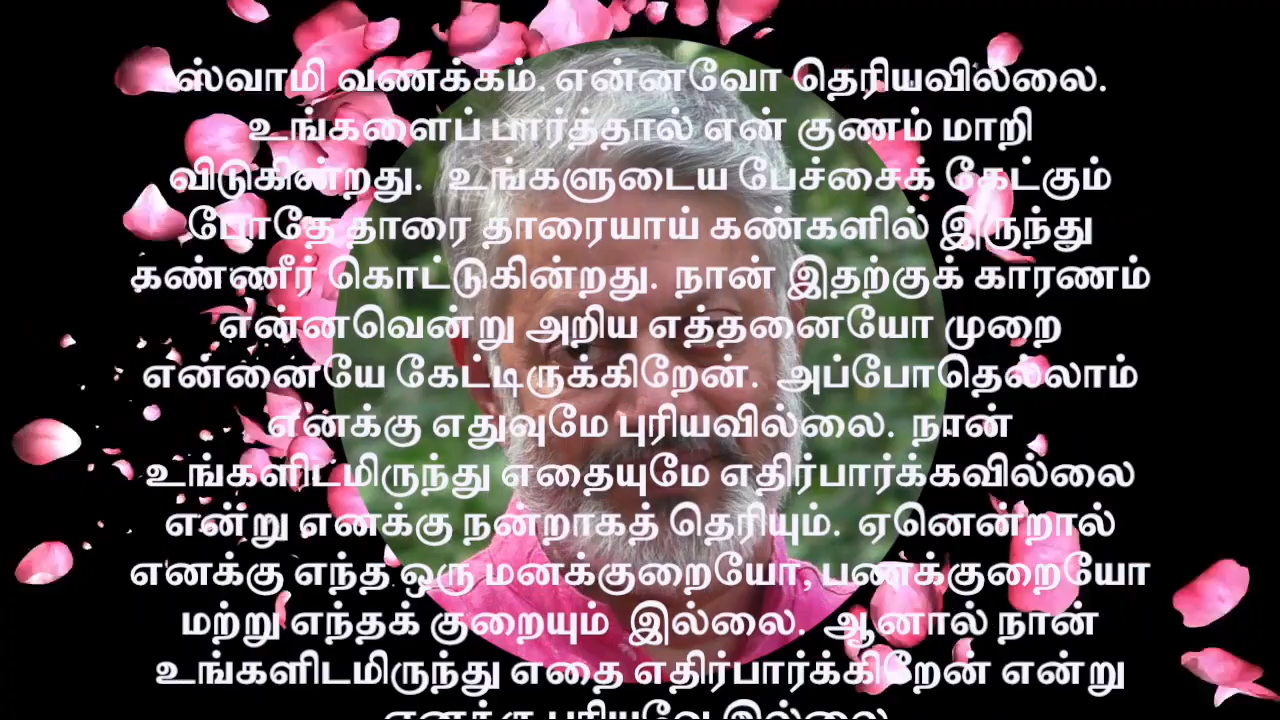 ஸ்வாமி வணக்கம். என்னவோ தெரியவில்லை.
உங்களைப் பார்த்தால் என் குணம் மாறி
விடுகின்றது. உங்களுடைய பேச்சைக் கேட்கும்
போதே தாரை தாரையாய் கண்களில் இருந்து
கண்ணீர் கொட்டுகின்றது. நான் இதற்குக் காரணம்
என்னவென்று அறிய எத்தனையோ முறை
என்னையே கேட்டிருக்கிறேன். அப்போதெல்லாம்
எனக்கு எதுவுமே புரியவில்லை. நான்
உங்களிடமிருந்து எதையுமே எதிர்பார்க்கவில்லை
என்று எனக்கு நன்றாகத் தெரியும். ஏனென்றால்
எனக்கு எந்த ஒரு மனக்குறையோ, பணக்குறையோ
மற்று எந்தக் குறையும் இல்லை. ஆனால் நான்
உங்களிடமிருந்து எதை எதிர்பார்க்கிறேன் என்று
எனக்கு புரியவே இல்லை